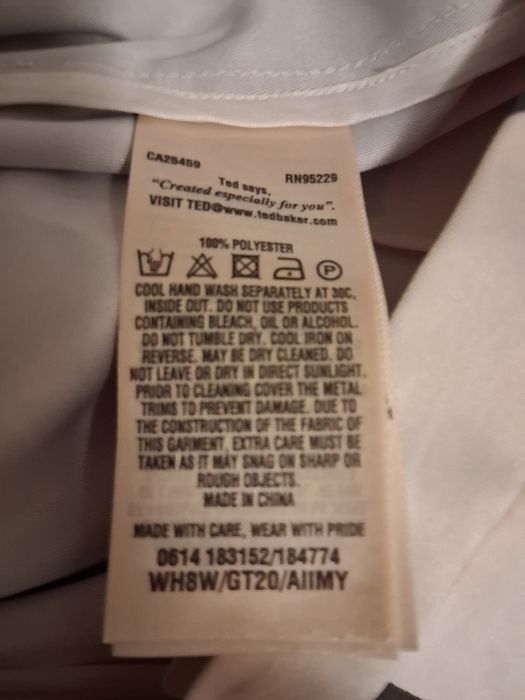 CA26459
RN95229
Ted says,
"Created especially for you".
VISIT TED@www.tedbaker.com
100% POLYESTER
P
COOL HAND WASH SEPARATELY AT 30C,
INSIDE OUT. DO NOT USE PRODUCTS
CONTAINING BLEACH, OIL OR ALCOHOL.
DO NOT TUMBLE DRY. COOL IRON ON
REVERSE. MAY BE DRY CLEANED. DO
NOT LEAVE OR DRY IN DIRECT SUNLIGHT.
PRIOR TO CLEANING COVER THE METAL
TRIMS TO PREVENT DAMAGE. DUE TO
THE CONSTRUCTION OF THE FABRIC OF
THIS GARMENT, EXTRA CARE MUST BE
TAKEN AS IT MAY SNAG ON SHARP OR
ROUGH OBJECTS.
MADE IN CHINA
MADE WITH CARE, WEAR WITH PRIDE
0614 183152/184774
WH8W/GT20/AIIMY